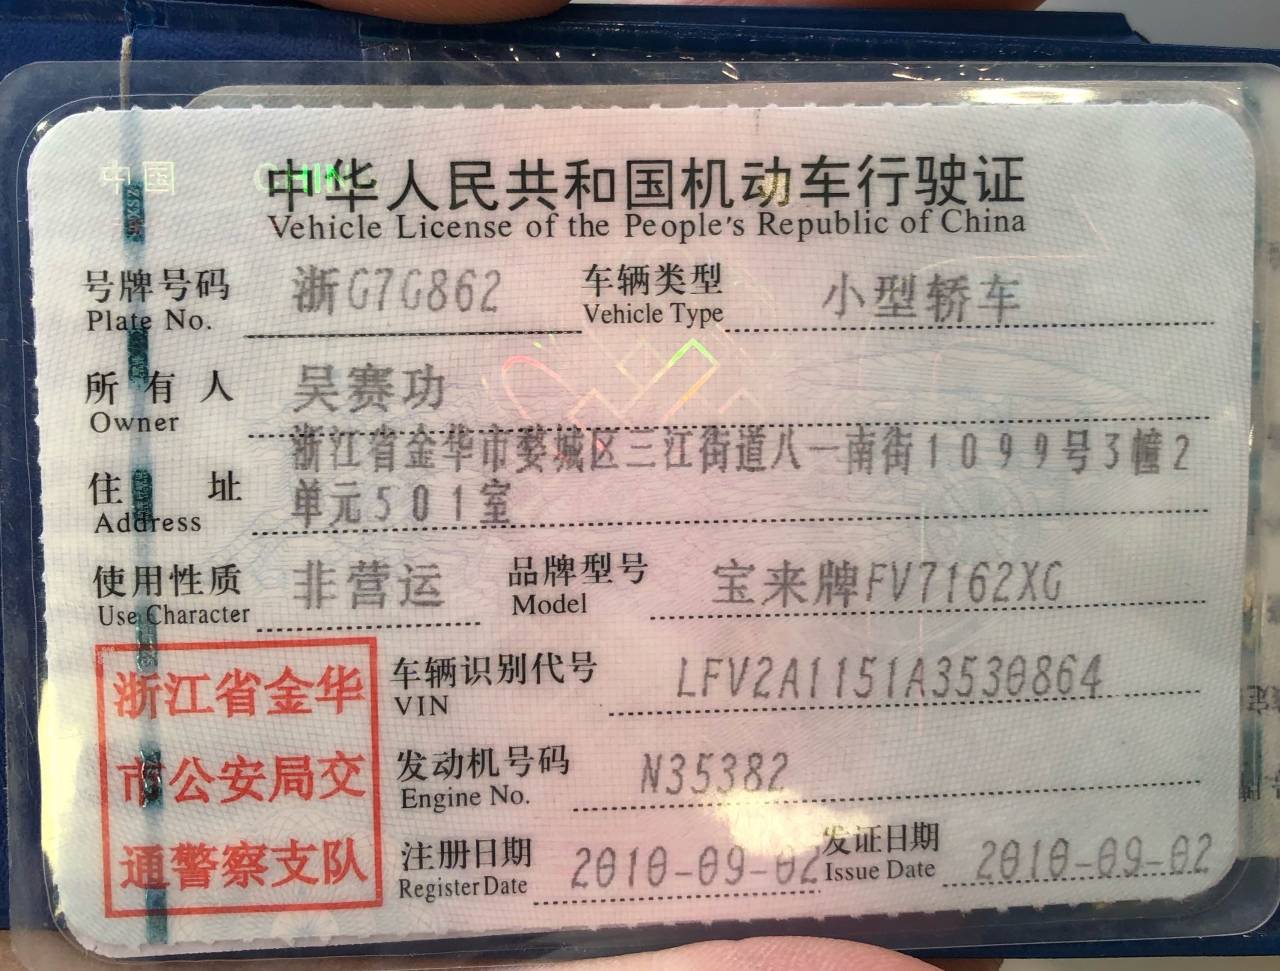 中国 CHINA
中华人民共和国机动车行驶证
Vehicle License of the People's Republic of China
号牌号码 浙G7G862 车辆类型 小型轿车
Plate No. Vehicle Type
所有人 吴赛功
Owner
浙江省金华市婺城区三江街道八一南街1099号3幢2
住址 单元501室
Address
使用性质 非营运 品牌型号 宝来牌FV7162XG
Use Character Model
浙江省金华
市公安局交
通警察支队
车辆识别代号 LFV2A1151A3530864
VIN
发动机号码 N35382
Engine No.
注册日期 2010-09-02 发证日期 2010-09-02
Register Date Issue Date